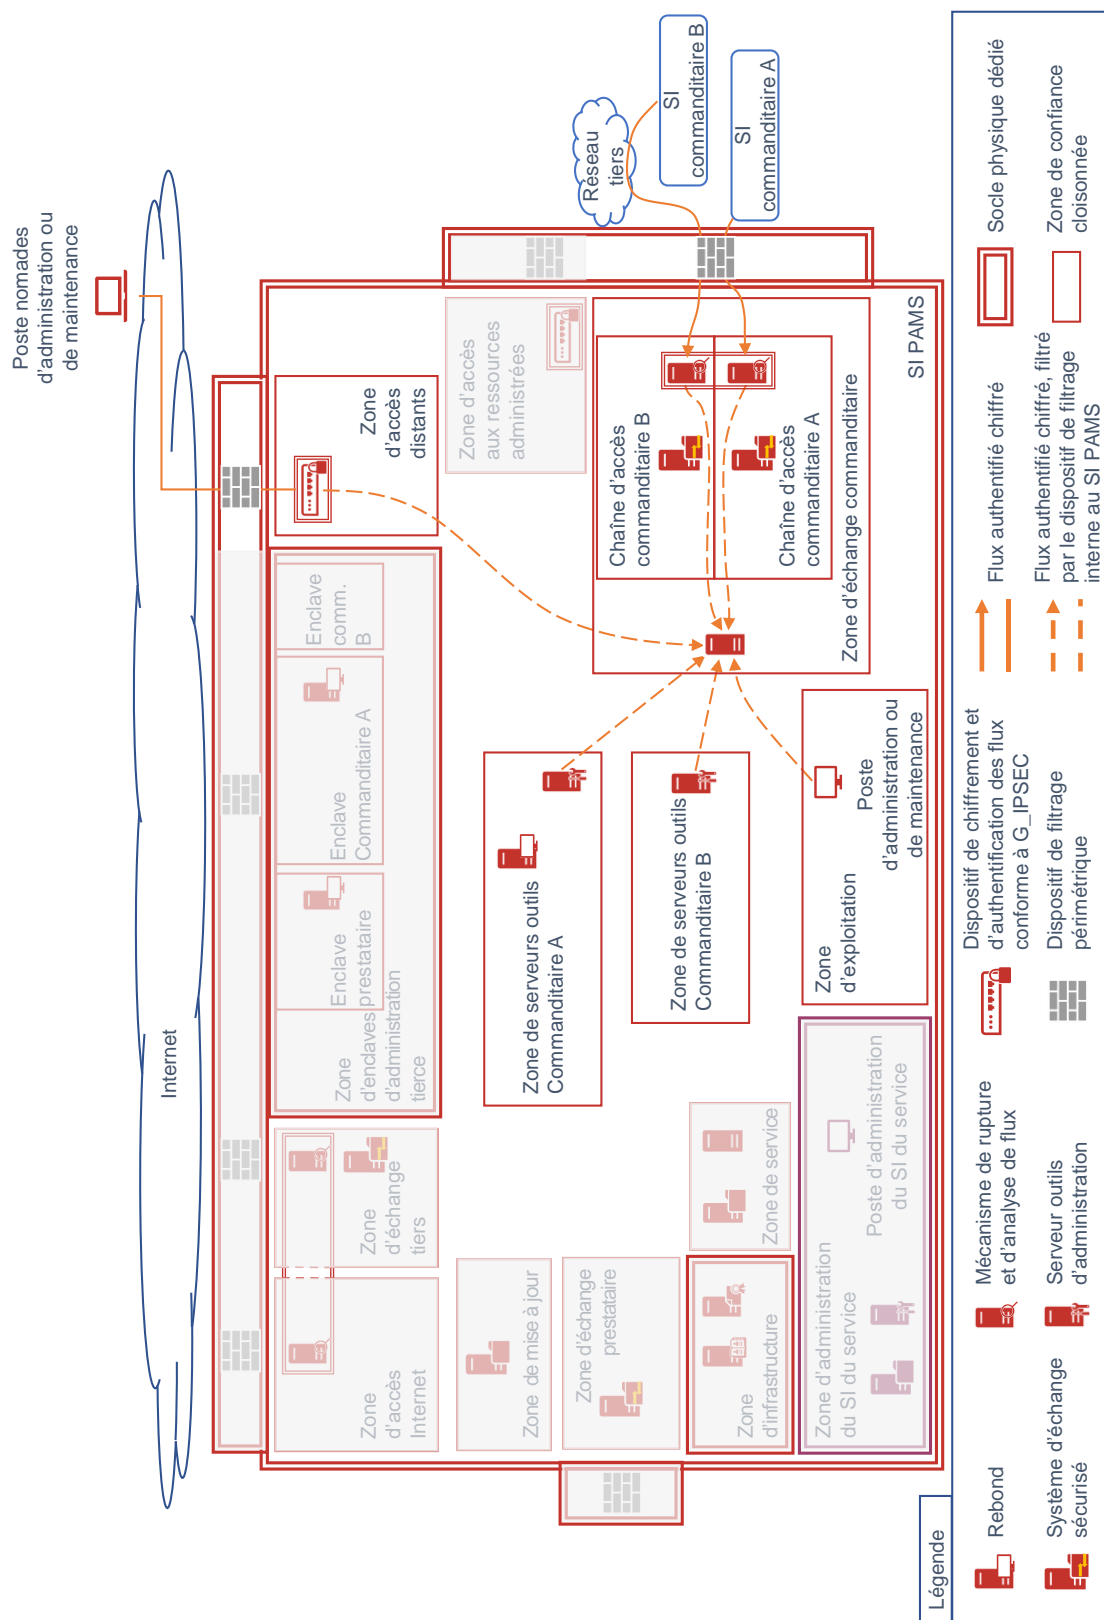 Poste nomades
d'administration ou
de maintenance
Internet
Zone
d'accès
Internet
Zone
d'échange
tiers
Zone
d'enclaves
d'administration
tierce
Enclave
prestataire
Enclave
Commanditaire A
Enclave
comm.
B
Zone
d'accès
distants
Zone de mise à jour
Zone d'échange
prestataire
Zone de serveurs outils
Commanditaire A
Zone de serveurs outils
Commanditaire B
Zone d'accès
aux ressources
administrées
Réseau
tiers
SI
commanditaire B
SI
commanditaire A
Chaîne d'accès
commanditaire B
Chaîne d'accès
commanditaire A
Zone d'échange commanditaire
Zone
d'infrastructure
Zone de service
Zone d'administration
du SI du service
Poste d'administration
du SI du service
Zone
d'exploitation
Poste
d'administration ou
de maintenance
SI PAMS
Légende
Rebond
Mécanisme de rupture
et d'analyse de flux
Dispositif de chiffrement et
d'authentification des flux
conforme à G_IPSEC
Flux authentifié chiffré
Socle physique dédié
Système d'échange
sécurisé
Serveur outils
d'administration
Dispositif de filtrage
périmétrique
Flux authentifié chiffré, filtré
par le dispositif de filtrage
interne au SI PAMS
Zone de confiance
cloisonnée